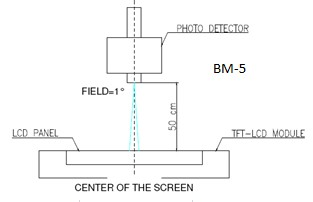 PHOTO DETECTOR
BM-5
FIELD=1°
50 cm
LCD PANEL
TFT-LCD MODULE
CENTER OF THE SCREEN